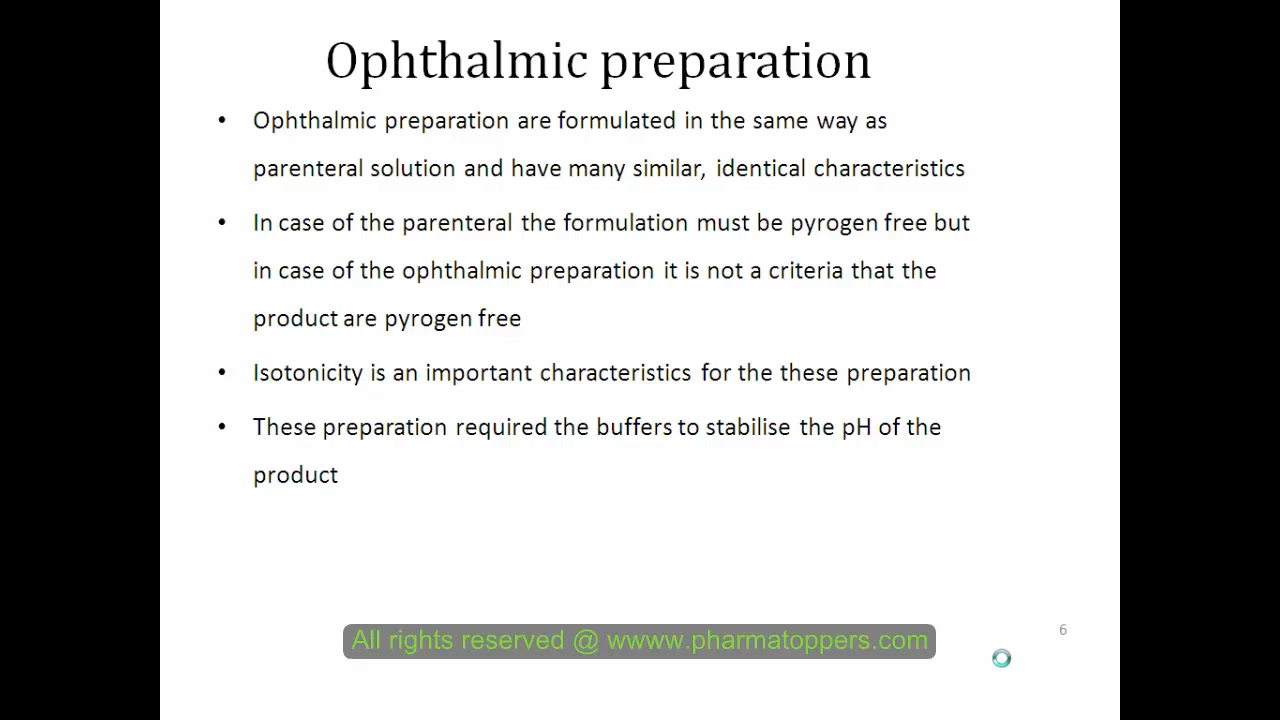 Ophthalmic preparation
• Ophthalmic preparation are formulated in the same way as
parenteral solution and have many similar, identical characteristics
• In case of the parenteral the formulation must be pyrogen free but
in case of the ophthalmic preparation it is not a criteria that the
product are pyrogen free
• Isotonicity is an important characteristics for the these preparation
• These preparation required the buffers to stabilise the pH of the
product
All rights reserved @ wwww.pharmatoppers.com
6